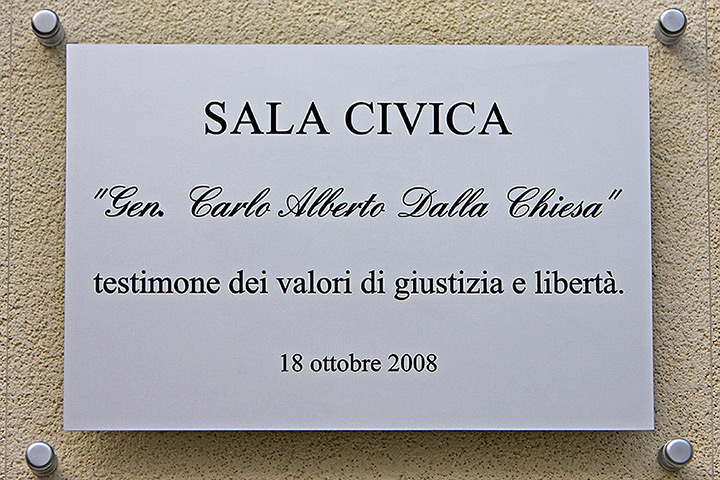 SALA CIVICA
"Gen. Carlo Alberto Dalla Chiesa"
testimone dei valori di giustizia e libertà.
18 ottobre 2008